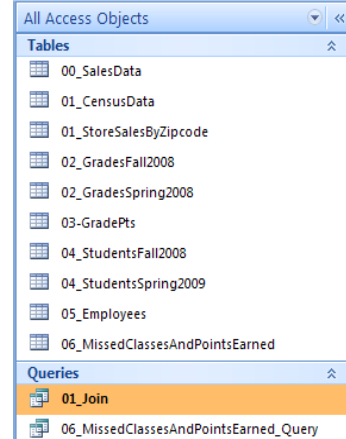 All Access Objects
Tables
00_SalesData
01_CensusData
01_StoreSalesByZipcode
02_GradesFall2008
02_GradesSpring2008
03-GradePts
04_StudentsFall2008
04_StudentsSpring2009
05_Employees
06_MissedClassesAndPointsEarned
Queries
01_Join
06_MissedClassesAndPointsEarned_Query